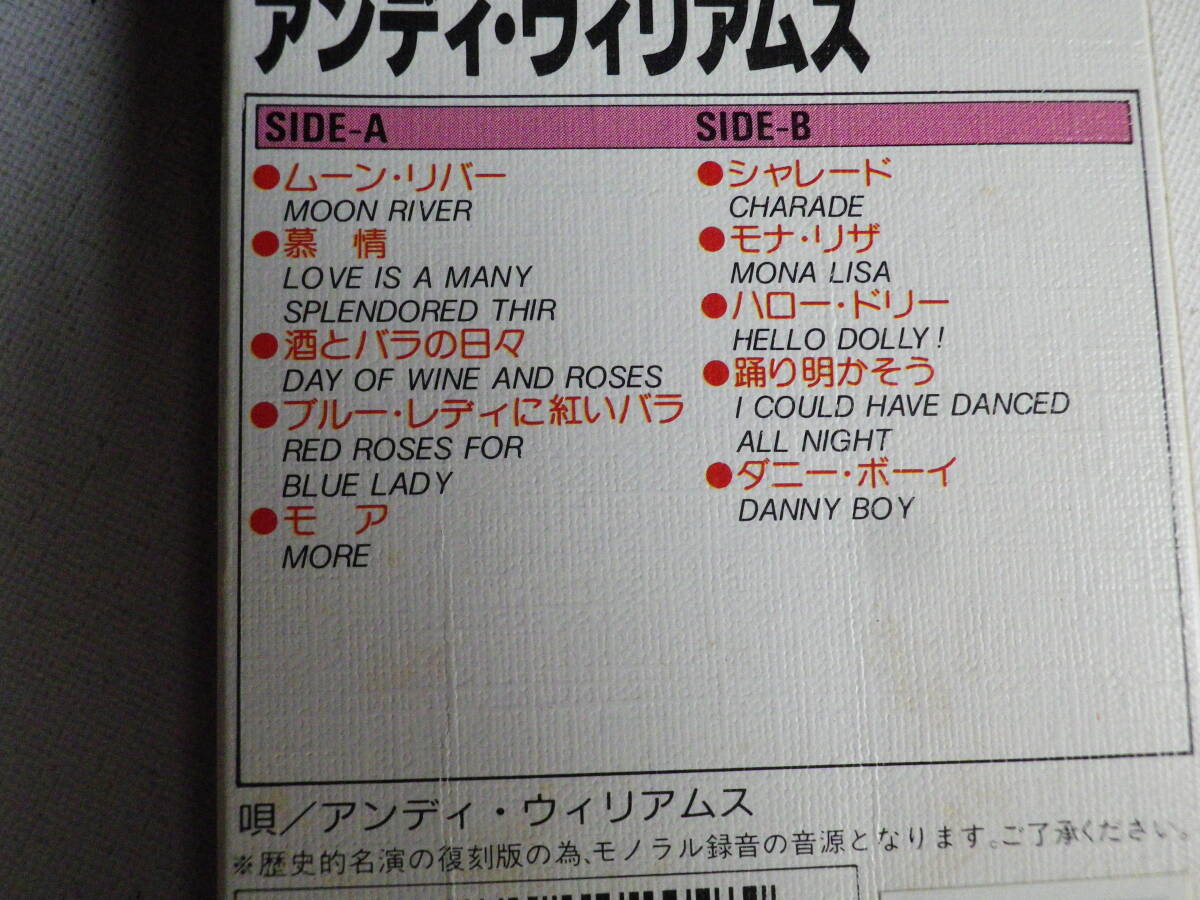 アンディ・ウィリアムス
SIDE-A
●ムーン・リバー
MOON RIVER
●慕　情
LOVE IS A MANY
SPLENDORED THIR
●酒とバラの日々
DAY OF WINE AND ROSES
●ブルー・レディに紅いバラ
RED ROSES FOR
BLUE LADY
●モ　ア
MORE
SIDE-B
●シャレード
CHARADE
●モナ・リザ
MONA LISA
●ハロー・ドリー
HELLO DOLLY!
●踊り明かそう
I COULD HAVE DANCED
ALL NIGHT
●ダニー・ボーイ
DANNY BOY
唄／アンディ・ウィリアムス
※歴史的名演の復刻版の為、モノラル録音の音源となります。ご了承ください。